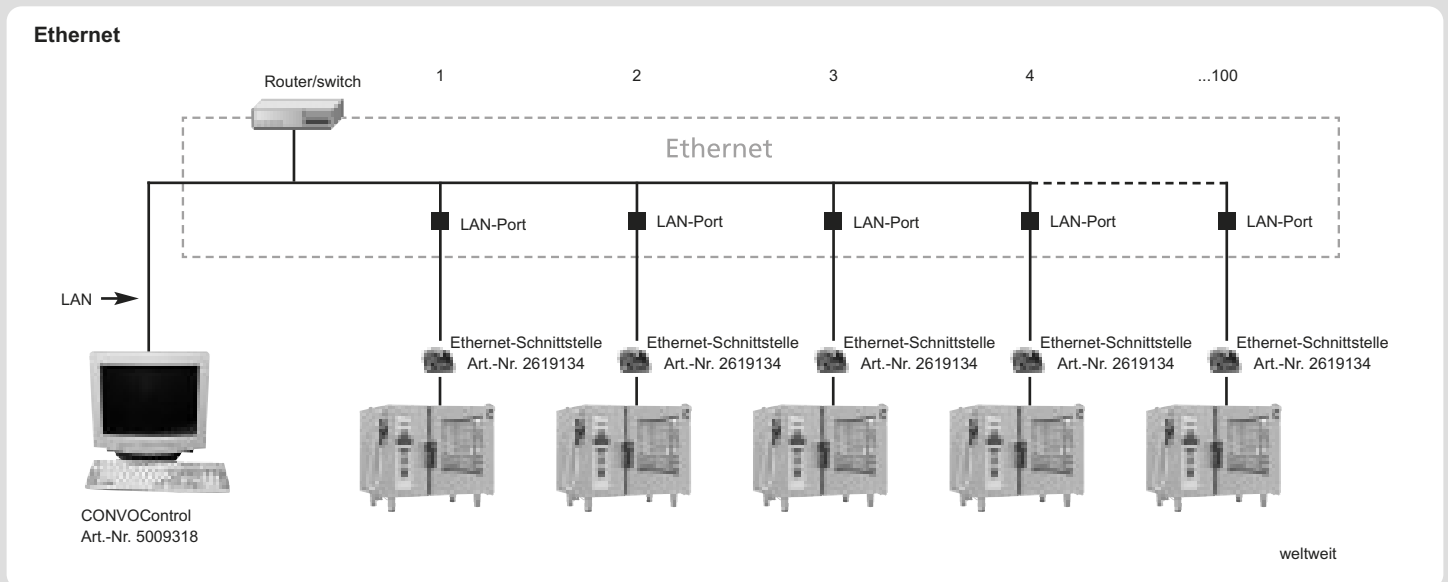 Ethernet
Router/switch
1
2
3
4
...100
Ethernet
LAN-Port
LAN-Port
LAN-Port
LAN-Port
LAN-Port
LAN
Ethernet-Schnittstelle
Art.-Nr. 2619134
Ethernet-Schnittstelle
Art.-Nr. 2619134
Ethernet-Schnittstelle
Art.-Nr. 2619134
Ethernet-Schnittstelle
Art.-Nr. 2619134
Ethernet-Schnittstelle
Art.-Nr. 2619134
CONVOControl
Art.-Nr. 5009318
weltweit